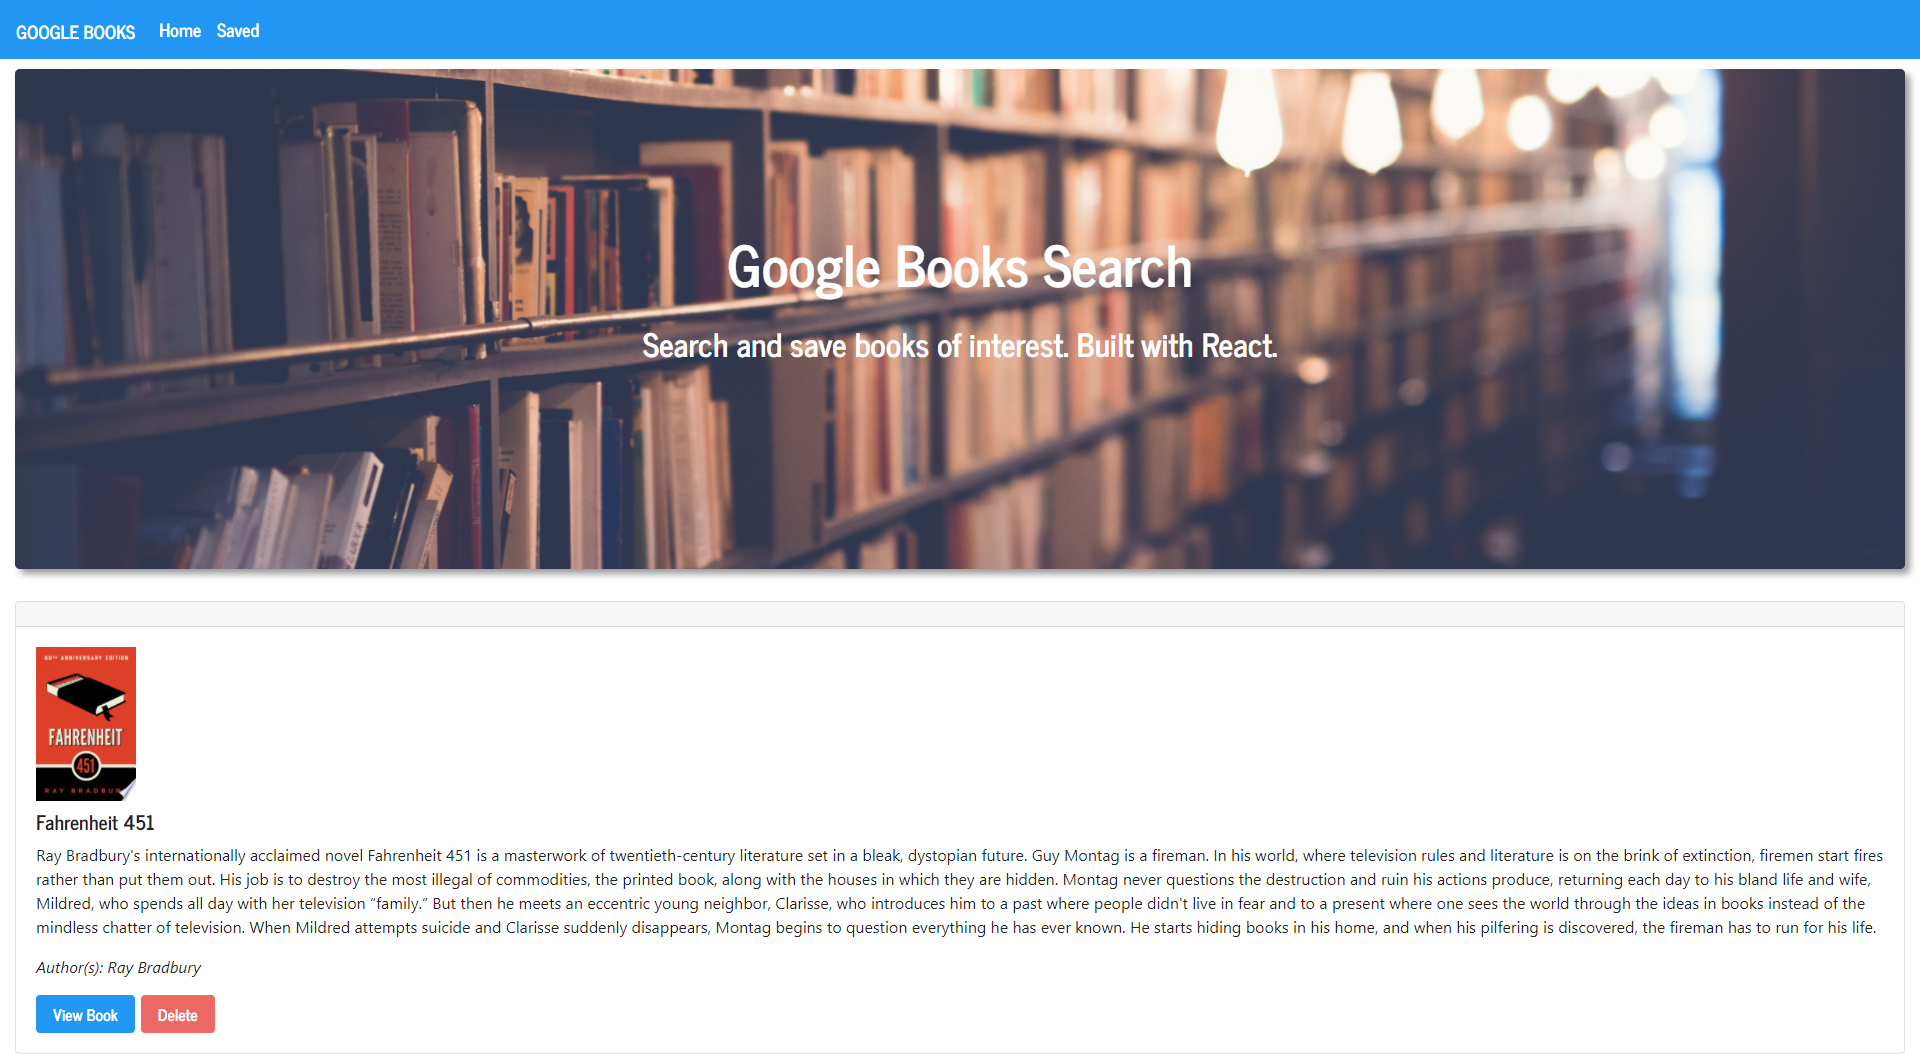 GOOGLE BOOKS Home Saved
Google Books Search
Search and save books of interest. Built with React.
60TH ANNIVERSARY EDITION
FAHRENHEIT
451
RAY BRADBU
Fahrenheit 451
Ray Bradbury's internationally acclaimed novel Fahrenheit 451 is a masterwork of twentieth-century literature set in a bleak, dystopian future. Guy Montag is a fireman. In his world, where television rules and literature is on the brink of extinction, firemen start fires
rather than put them out. His job is to destroy the most illegal of commodities, the printed book, along with the houses in which they are hidden. Montag never questions the destruction and ruin his actions produce, returning each day to his bland life and wife,
Mildred, who spends all day with her television “family.” But then he meets an eccentric young neighbor, Clarisse, who introduces him to a past where people didn't live in fear and to a present where one sees the world through the ideas in books instead of the
mindless chatter of television. When Mildred attempts suicide and Clarisse suddenly disappears, Montag begins to question everything he has ever known. He starts hiding books in his home, and when his pilfering is discovered, the fireman has to run for his life.
Author(s): Ray Bradbury
View Book Delete